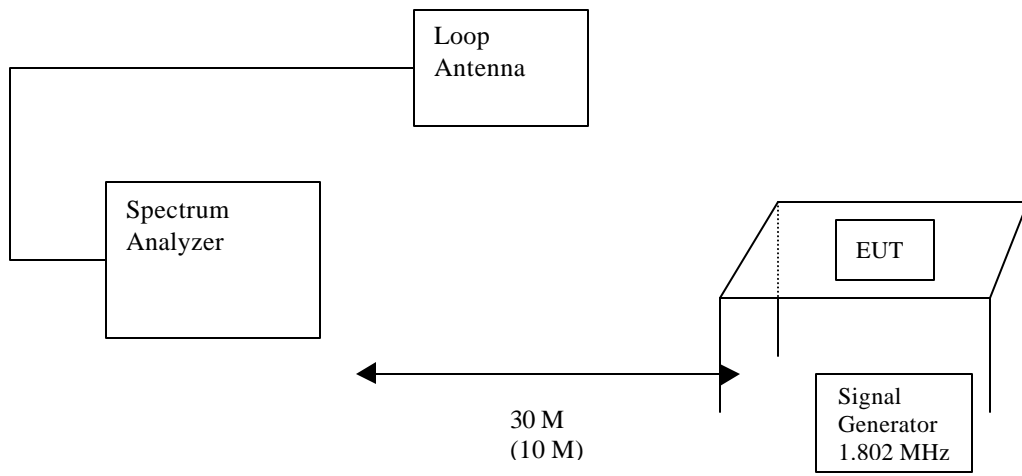 Loop
Antenna
Spectrum
Analyzer
EUT
30 M
(10 M)
Signal
Generator
1.802 MHz